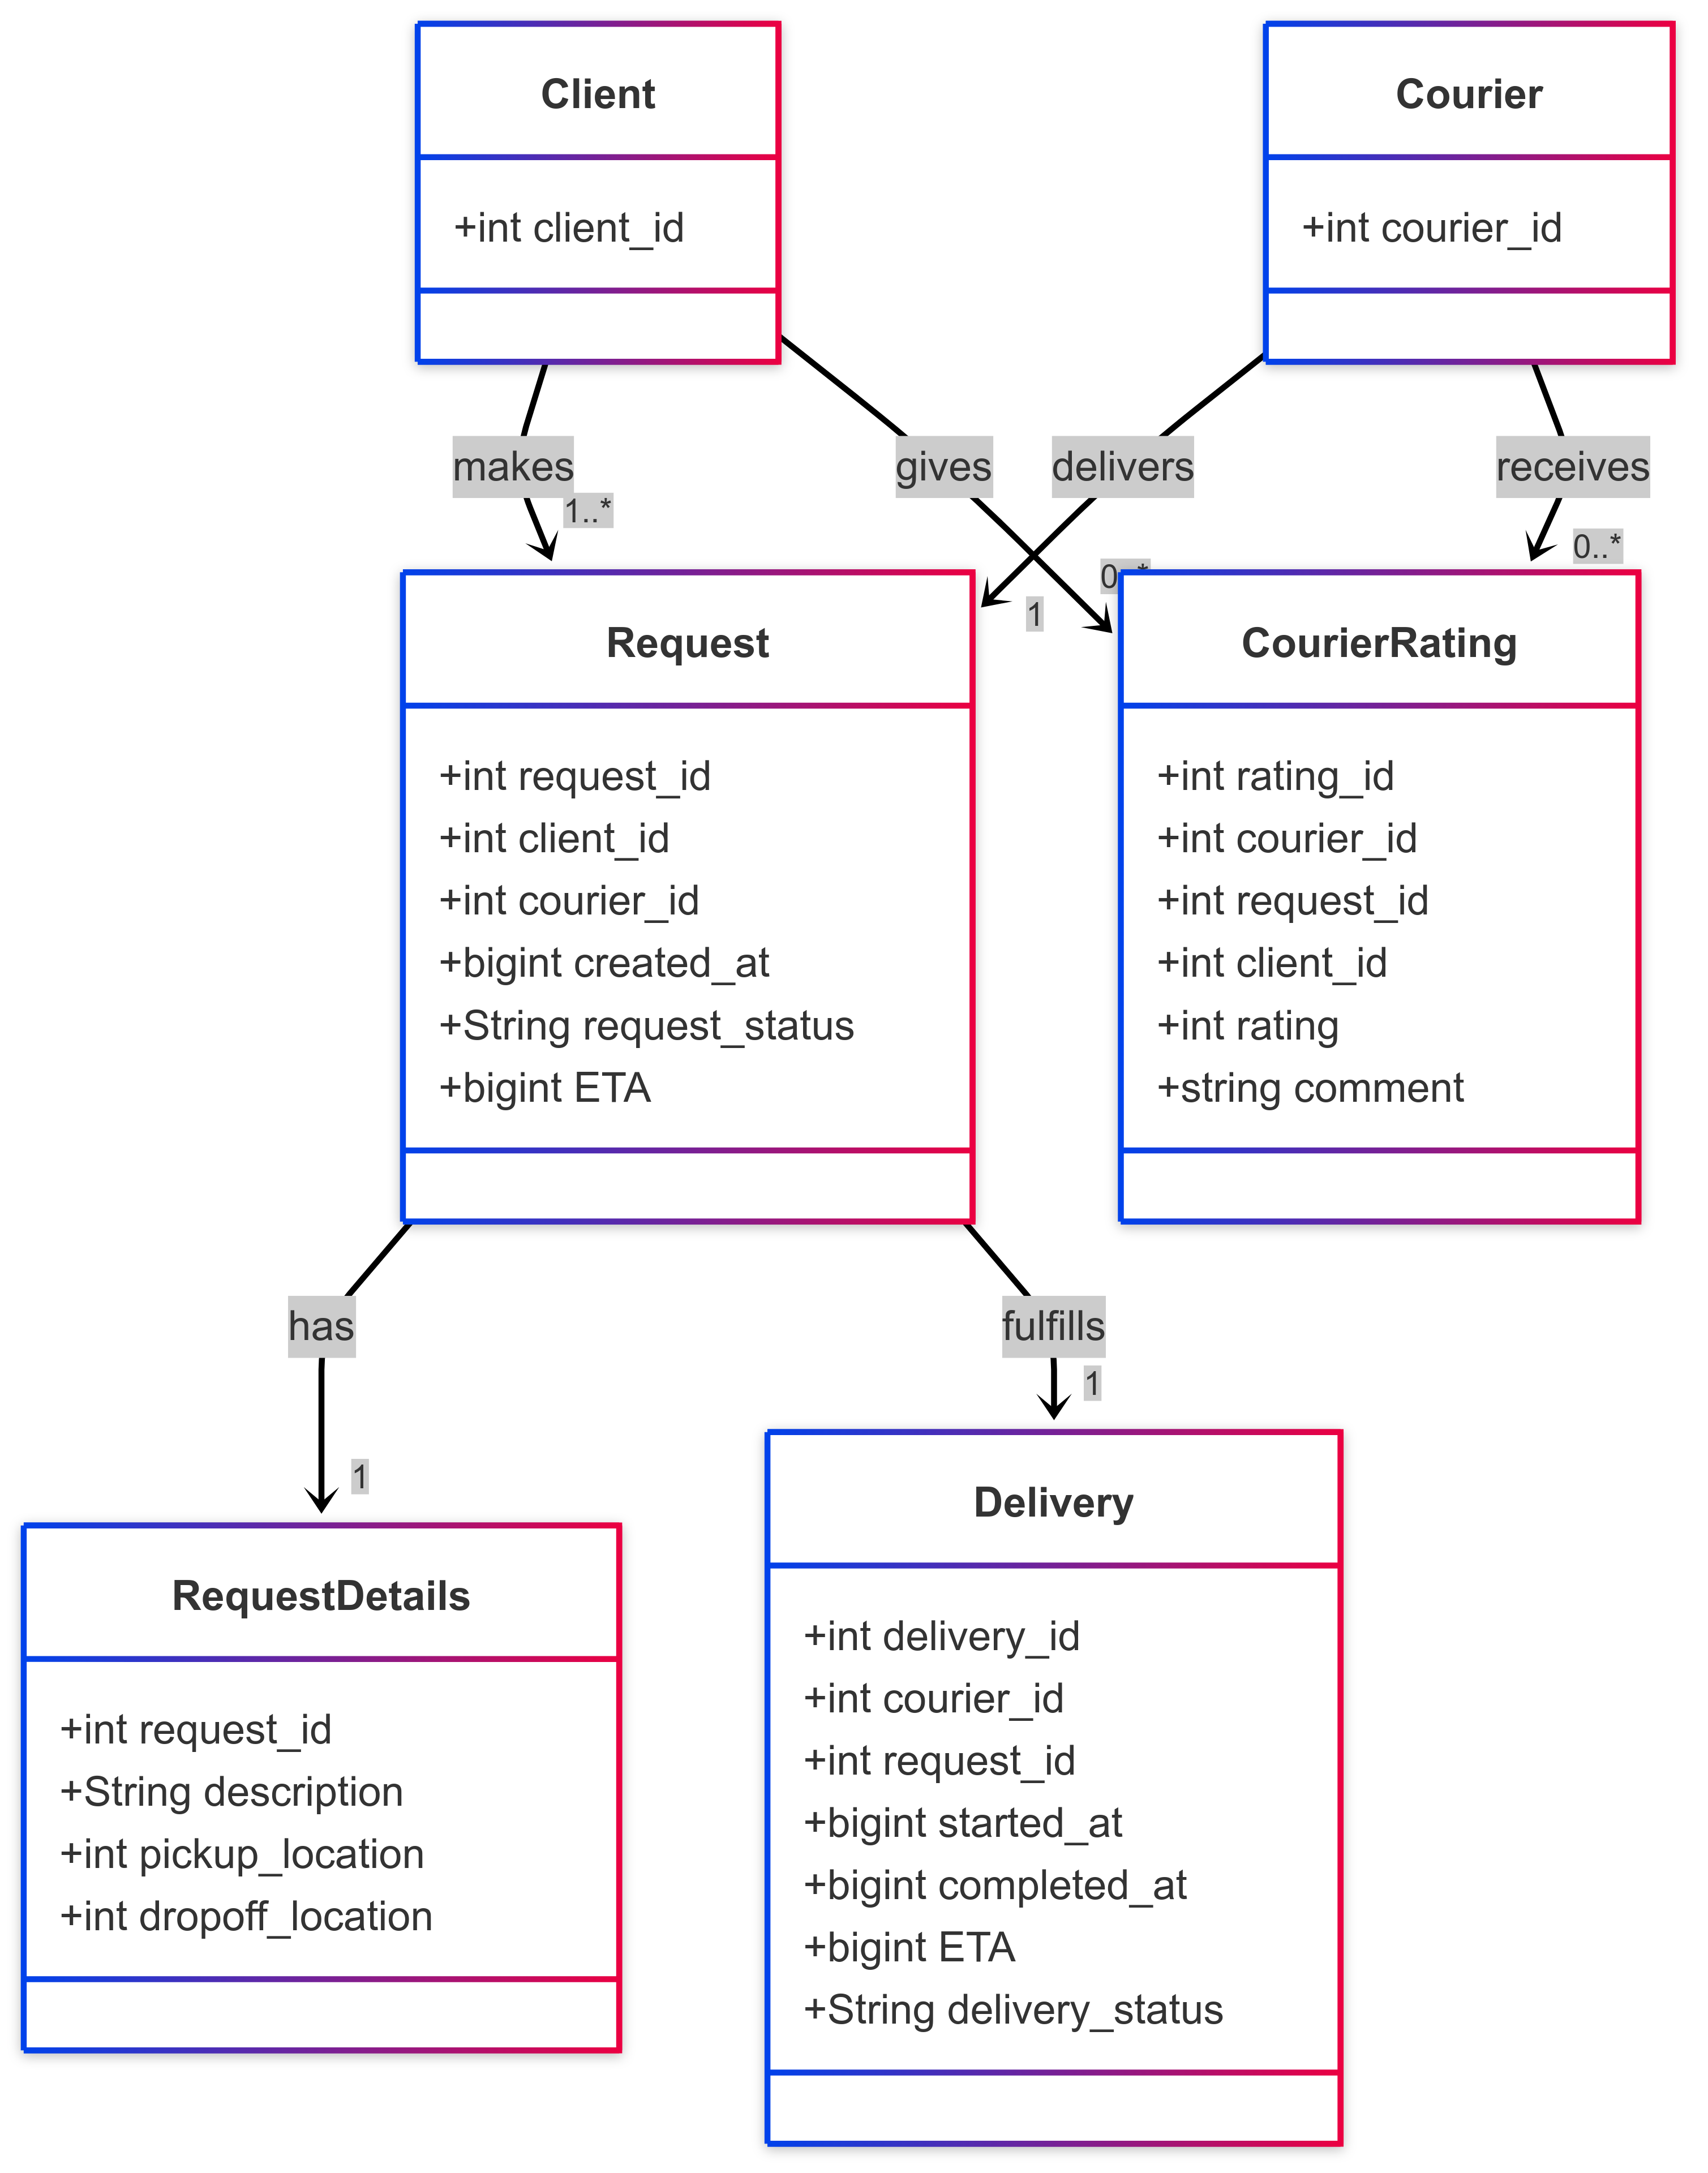 Client
+int client_id
Courier
+int courier_id
makes
gives
delivers
receives
1..*
0..*
0..*
1
Request
+int request_id
+int client_id
+int courier_id
+bigint created_at
+String request_status
+bigint ETA
CourierRating
+int rating_id
+int courier_id
+int request_id
+int client_id
+int rating
+string comment
has
fulfills
1
1
RequestDetails
+int request_id
+String description
+int pickup_location
+int dropoff_location
Delivery
+int delivery_id
+int courier_id
+int request_id
+bigint started_at
+bigint completed_at
+bigint ETA
+String delivery_status